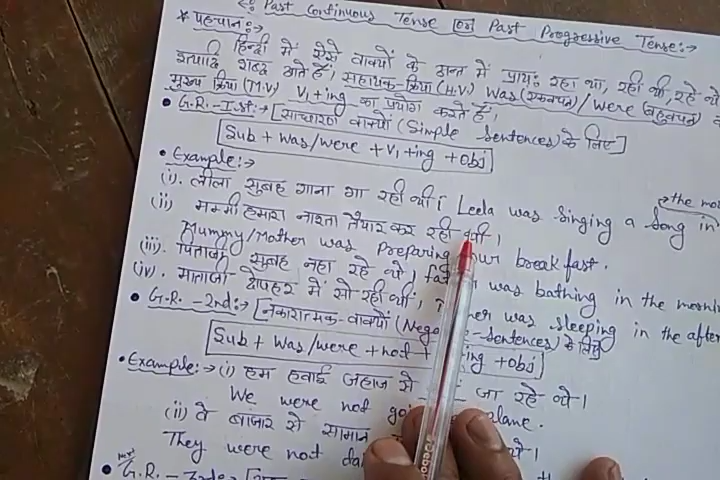 Past Continuous Tense (or) Past Progressive Tense:→
* पहचान:→ हिन्दी में ऐसे वाक्यों के अन्त में प्रायः रहा था, रही थी, रहे थे
इत्यादि शब्द आते हैं। सहायक-क्रिया (H.V.) was (एकवचन)/were (बहुवचन)
मुख्य क्रिया (M.V.) V₁+ing का प्रयोग करते हैं।
• G.R.-Ist:→ [साधारण वाक्यों (Simple Sentences) के लिए]
Sub + was/were + V₁ + ing + Obj
• Example:→
(i). लीला सुबह गाना गा रही थी। Leela was singing a song in the mo
(ii) मम्मी हमारा नाश्ता तैयार कर रही थी।
Mummy/Mother was preparing our breakfast.
(iii). पिताजी सुबह नहा रहे थे। was bathing in the morni
(iv). माताजी दोपहर में सो रही थीं। was sleeping in the after
• G.R.-2nd:→ [नकारात्मक-वाक्यों (Nega -Sentences) के लिए
Sub + was/were + not + ing + Obj
• Example:→ (i) हम हवाई जहाज से जा रहे थे।
We were not go plane.
(ii) वे बाजार से सामान थे।
They were not
• G.R.-3rd:→